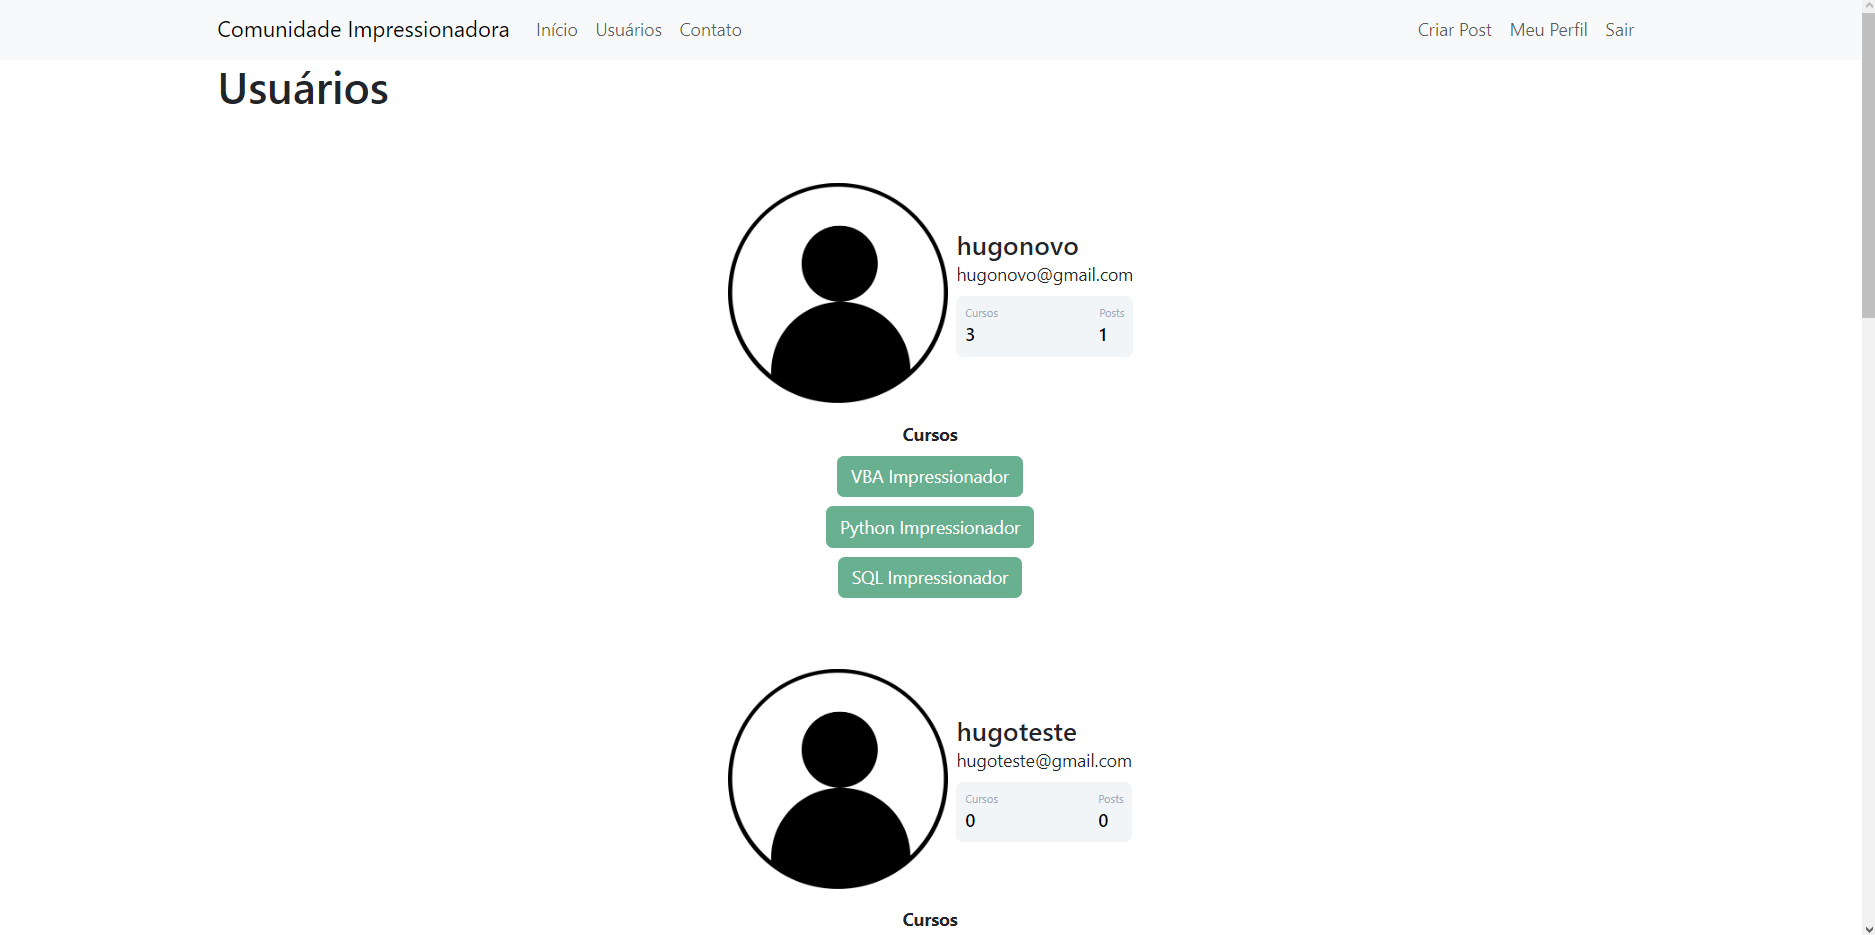 Comunidade Impressionadora Início Usuários Contato Criar Post Meu Perfil Sair
Usuários
hugonovo
hugonovo@gmail.com
Cursos Posts
3 1
Cursos
VBA Impressionador
Python Impressionador
SQL Impressionador
hugoteste
hugoteste@gmail.com
Cursos Posts
0 0
Cursos